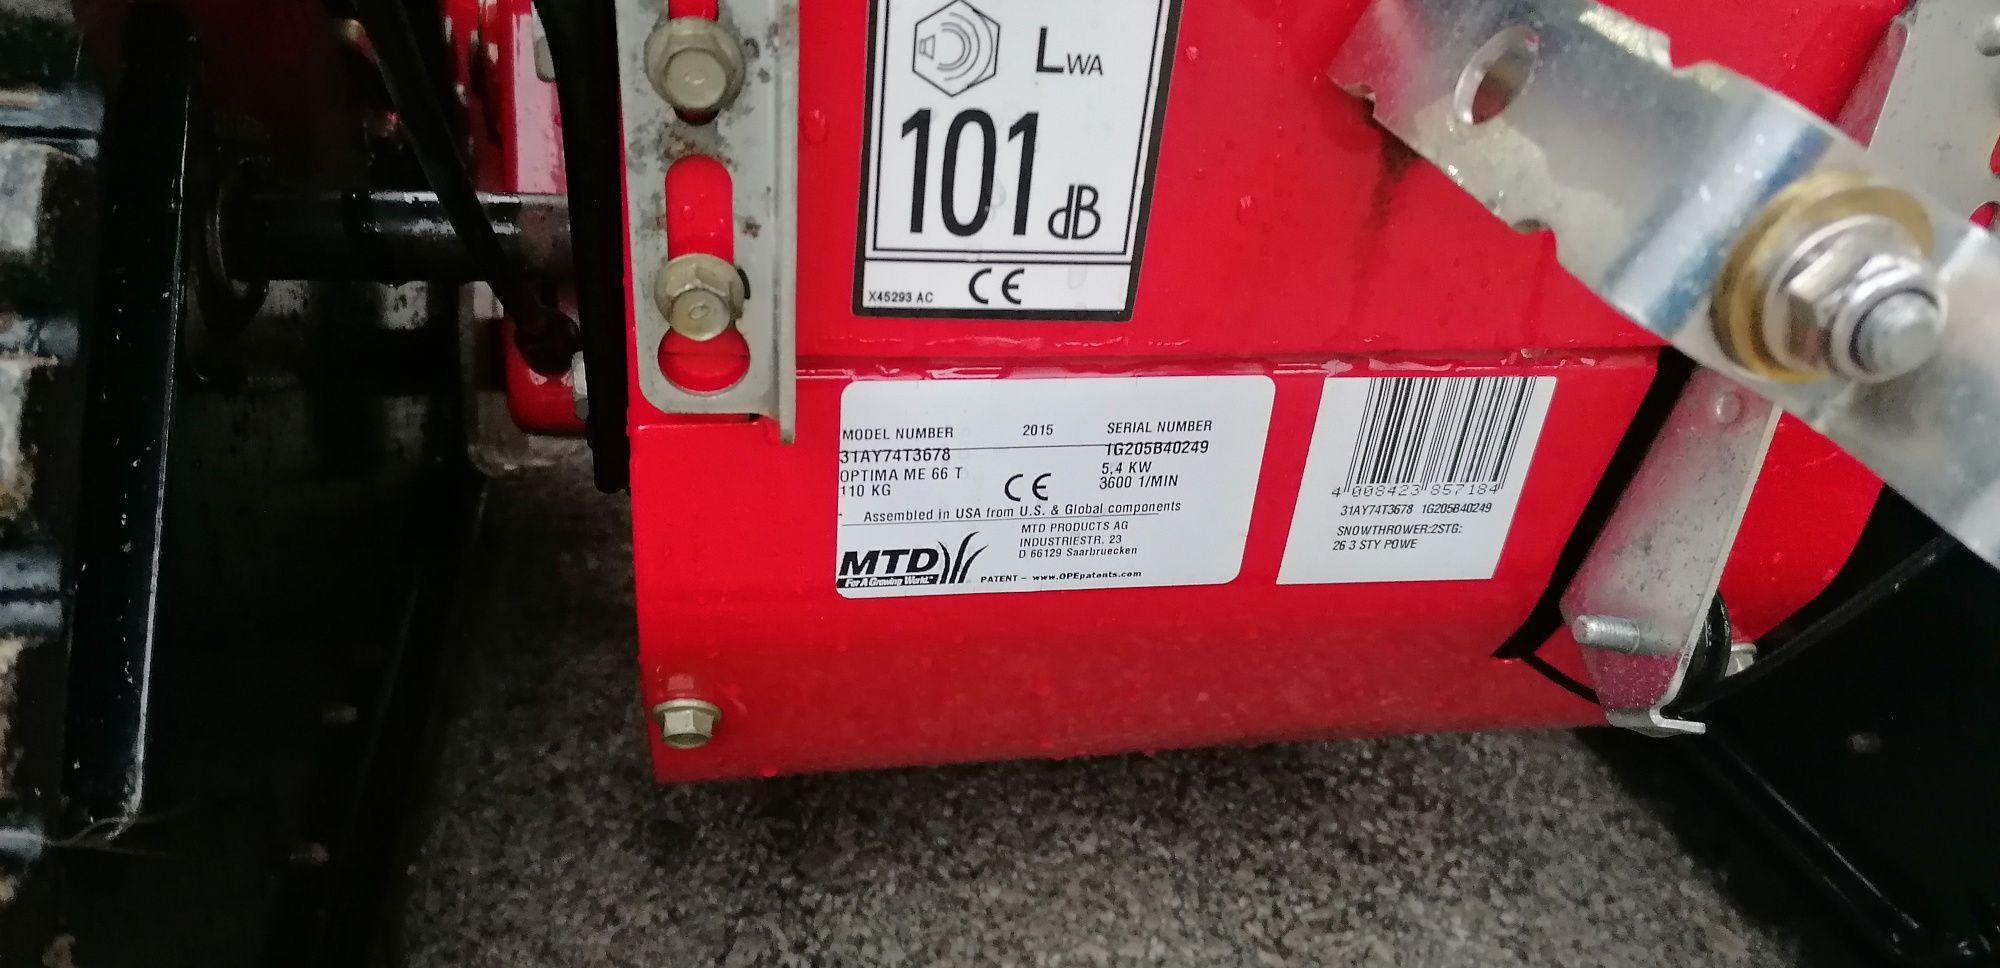 LWA
101 dB
X45293 AC CE
MODEL NUMBER 2015 SERIAL NUMBER
31AY74T3678 1G205B40249
OPTIMA ME 66 T 5,4 KW
110 KG CE 3600 1/MIN
Assembled in USA from U.S. & Global components
MTD PRODUCTS AG
INDUSTRIESTR. 23
D 66129 Saarbruecken
MTD
For A Growing World.™
PATENT - www.OPEpatents.com
4 008423 857184
31AY74T3678 1G205B40249
SNOWTHROWER:2STG:
26 3 STY POWE